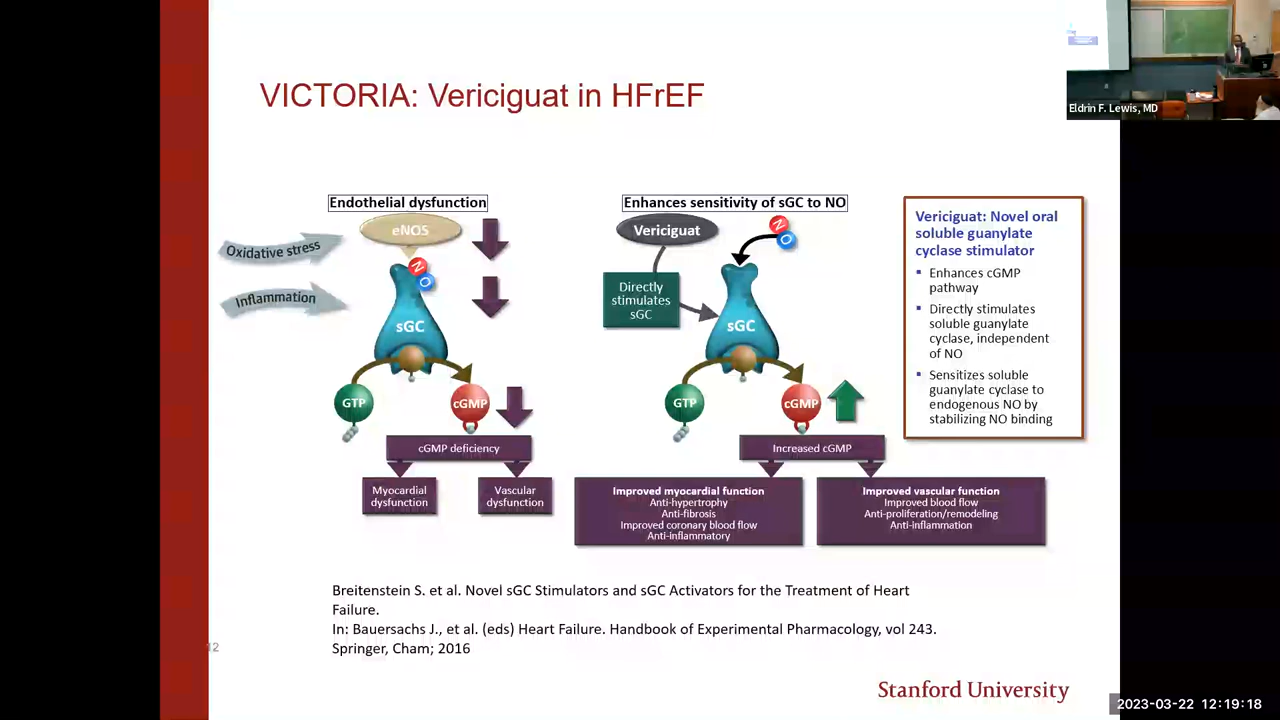 VICTORIA: Vericiguat in HFrEF
Eldrin F. Lewis, MD
Endothelial dysfunction
eNOS
Oxidative stress
Inflammation
N
O
sGC
GTP
cGMP
cGMP deficiency
Myocardial
dysfunction
Vascular
dysfunction
Enhances sensitivity of sGC to NO
Vericiguat
N
O
Directly
stimulates
sGC
sGC
GTP
cGMP
Increased cGMP
Improved myocardial function
Anti-hypertrophy
Anti-fibrosis
Improved coronary blood flow
Anti-inflammatory
Improved vascular function
Improved blood flow
Anti-proliferation/remodeling
Anti-inflammation
Vericiguat: Novel oral
soluble guanylate
cyclase stimulator
▪ Enhances cGMP
pathway
▪ Directly stimulates
soluble guanylate
cyclase, independent
of NO
▪ Sensitizes soluble
guanylate cyclase to
endogenous NO by
stabilizing NO binding
Breitenstein S. et al. Novel sGC Stimulators and sGC Activators for the Treatment of Heart
Failure.
In: Bauersachs J., et al. (eds) Heart Failure. Handbook of Experimental Pharmacology, vol 243.
Springer, Cham; 2016
12
Stanford University
2023-03-22 12:19:18